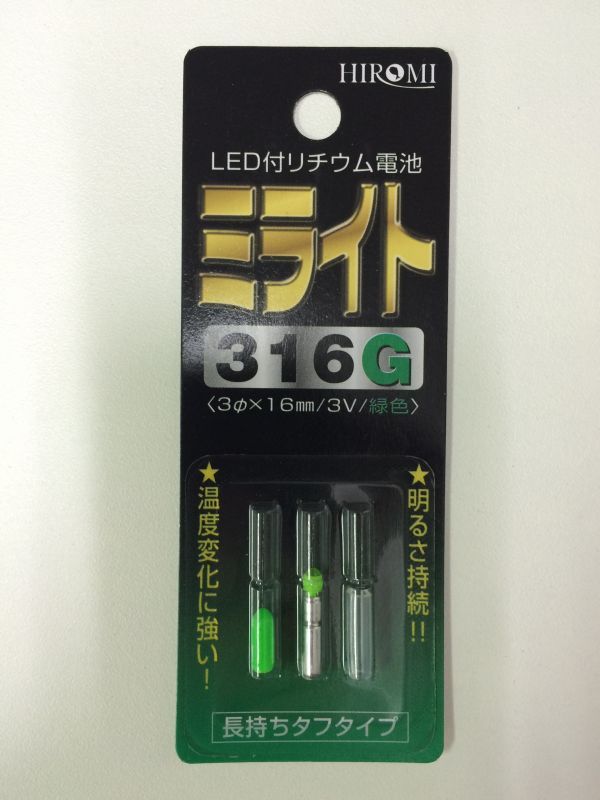 HIROMI
LED付リチウム電池
ミライト
316G
〈3φ×16㎜/3V/緑色〉
★温度変化に強い!
★明るさ持続!!
長持ちタフタイプ